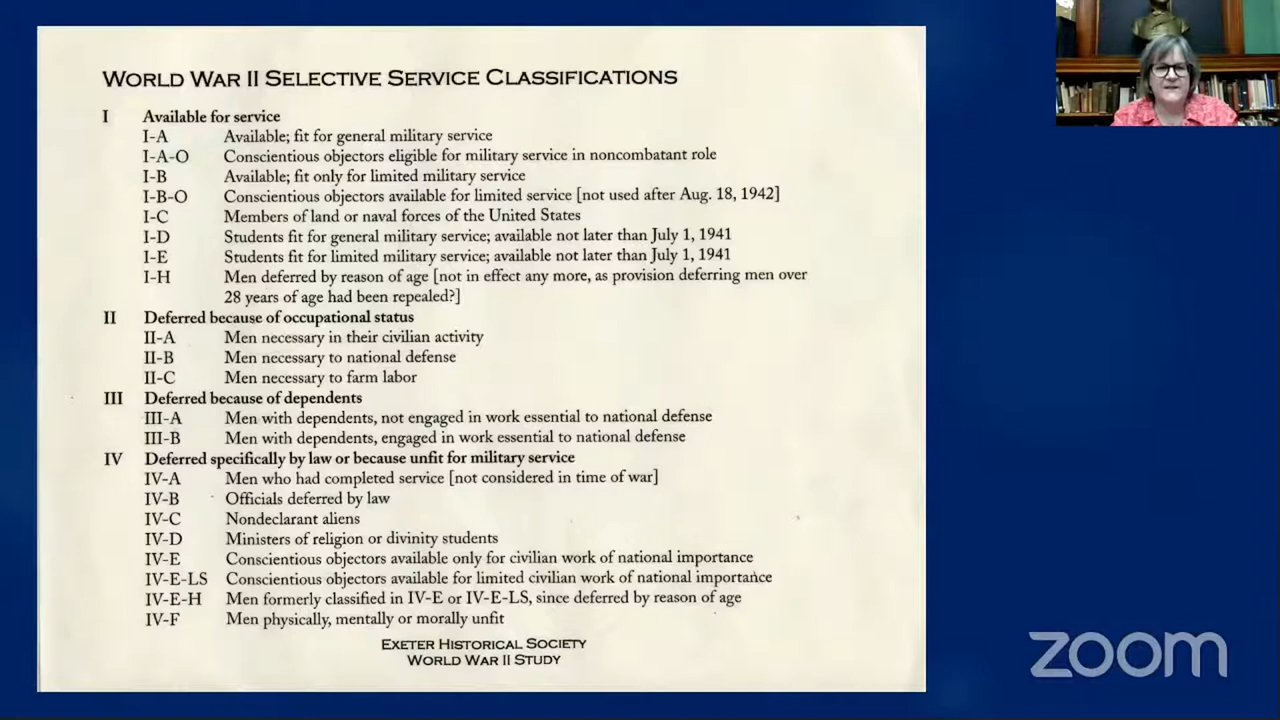 WORLD WAR II SELECTIVE SERVICE CLASSIFICATIONS
I Available for service
I-A Available; fit for general military service
I-A-O Conscientious objectors eligible for military service in noncombatant role
I-B Available; fit only for limited military service
I-B-O Conscientious objectors available for limited service [not used after Aug. 18, 1942]
I-C Members of land or naval forces of the United States
I-D Students fit for general military service; available not later than July 1, 1941
I-E Students fit for limited military service; available not later than July 1, 1941
I-H Men deferred by reason of age [not in effect any more, as provision deferring men over
28 years of age had been repealed?]
II Deferred because of occupational status
II-A Men necessary in their civilian activity
II-B Men necessary to national defense
II-C Men necessary to farm labor
III Deferred because of dependents
III-A Men with dependents, not engaged in work essential to national defense
III-B Men with dependents, engaged in work essential to national defense
IV Deferred specifically by law or because unfit for military service
IV-A Men who had completed service [not considered in time of war]
IV-B Officials deferred by law
IV-C Nondeclarant aliens
IV-D Ministers of religion or divinity students
IV-E Conscientious objectors available only for civilian work of national importance
IV-E-LS Conscientious objectors available for limited civilian work of national importance
IV-E-H Men formerly classified in IV-E or IV-E-LS, since deferred by reason of age
IV-F Men physically, mentally or morally unfit
EXETER HISTORICAL SOCIETY
WORLD WAR II STUDY
zoom